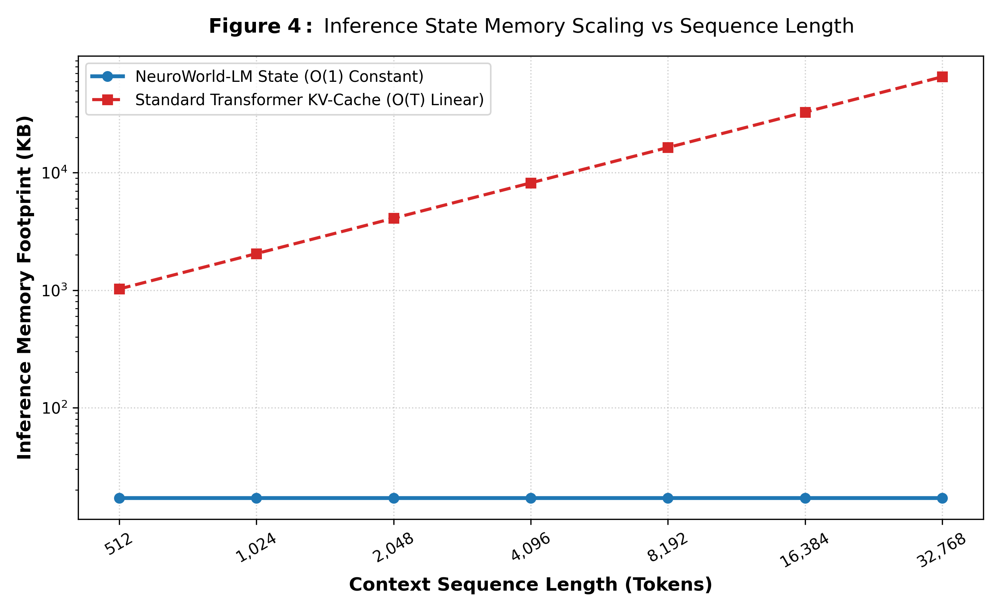 Figure 4: Inference State Memory Scaling vs Sequence Length
NeuroWorld-LM State (O(1) Constant)
Standard Transformer KV-Cache (O(T) Linear)
Inference Memory Footprint (KB)
10⁴
10³
10²
512
1,024
2,048
4,096
8,192
16,384
32,768
Context Sequence Length (Tokens)